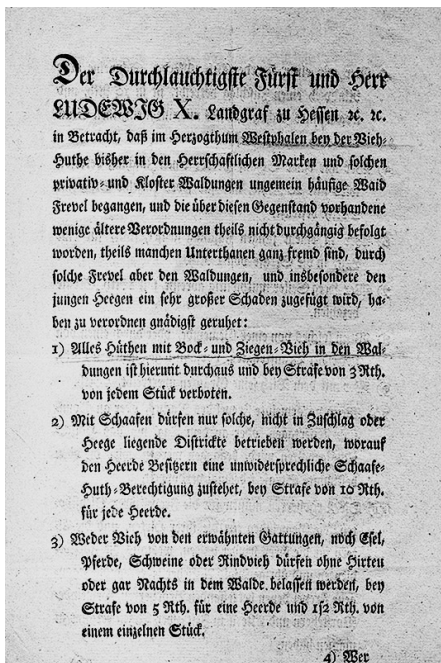 Der Durchlauchtigste Fürst und Herr
LUDEWIG X. Landgraf zu Hessen ꝛc. ꝛc.
in Betracht, daß im Herzogthum Westphalen bey der Vieh-
Huthe bisher in den Herrschaftlichen Marken und solchen
privativ- und Kloster Waldungen ungemein häufige Waid
Frevel begangen, und die über diesen Gegenstand vorhandene
wenige ältere Verordnungen theils nicht durchgängig befolgt
worden, theils manchen Unterthanen ganz fremd sind, durch
solche Frevel aber den Waldungen, und insbesondere den
jungen Heegen ein sehr großer Schaden zugefügt wird, ha-
ben zu verordnen gnädigst geruhet:
1) Alles Hüthen mit Bock- und Ziegen-Vieh in den Wal-
dungen ist hierunt durchaus und bey Strafe von 3 Rth.
von jedem Stück verboten.
2) Mit Schaafen dürfen nur solche, nicht in Zuschlag oder
Heege liegende Districkte betrieben werden, worauf
den Heerde Besitzern eine unwidersprechliche Schaafe-
Huth-Berechtigung zustehet, bey Strafe von 10 Rth.
für jede Heerde.
3) Weder Vieh von den erwähnten Gattungen, noch Esel,
Pferde, Schweine oder Rindvieh dürfen ohne Hirten
oder gar Nachts in dem Walde belassen werden, bey
Strafe von 5 Rth. für eine Heerde und 1/2 Rth. von
einem einzelnen Stück.
4) Wer